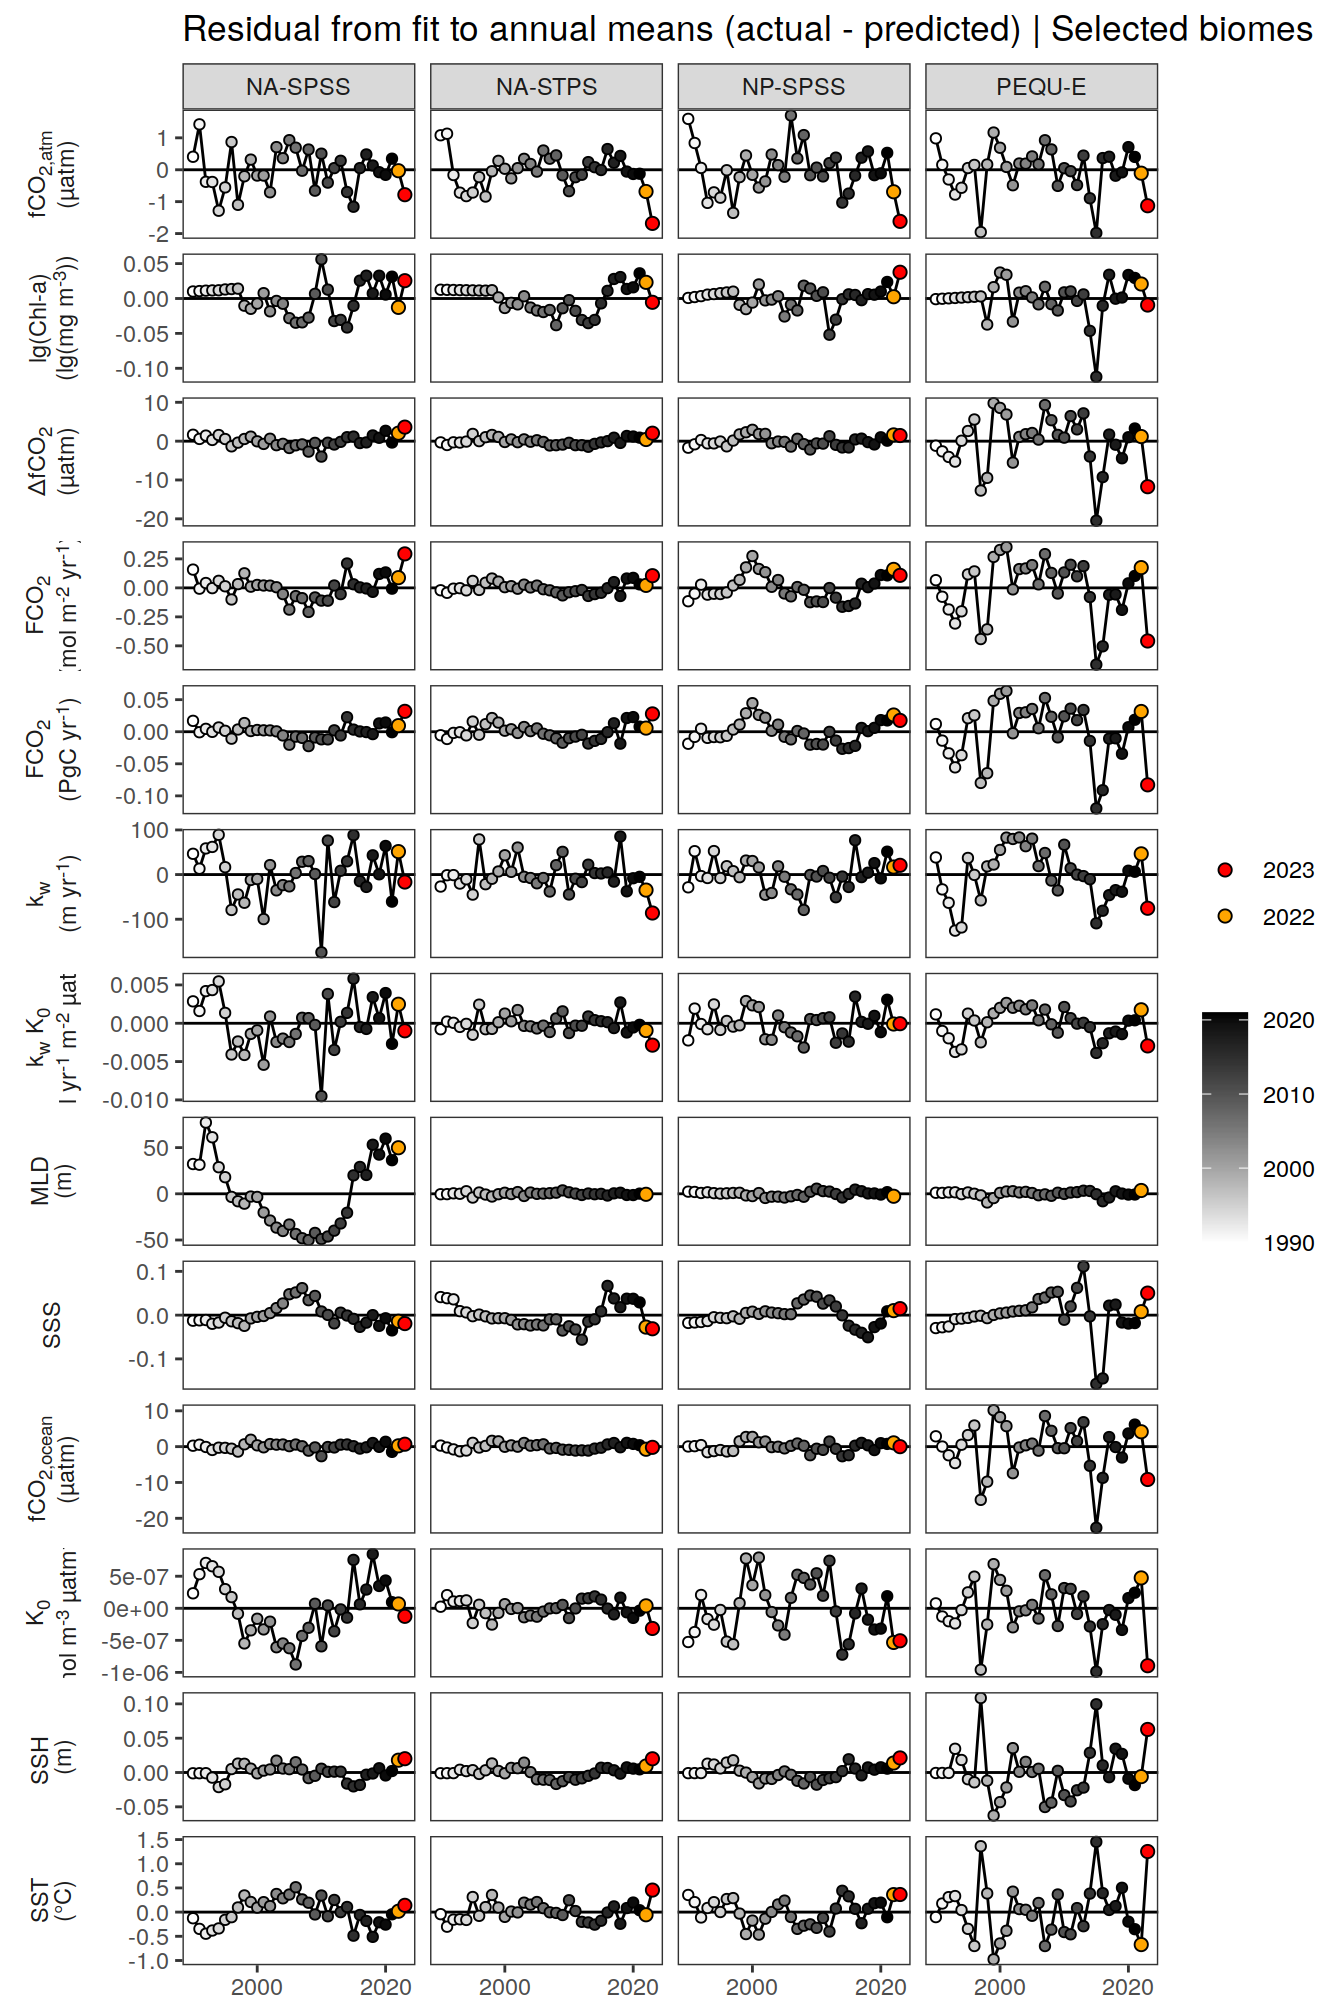 Residual from fit to annual means (actual - predicted) | Selected biomes
NA-SPSS NA-STPS NP-SPSS PEQU-E
fCO2,atm
(µatm)
1
0
-1
-2
lg(Chl-a)
(lg(mg m-3))
0.05
0.00
-0.05
-0.10
ΔfCO2
(µatm)
10
0
-10
-20
FCO2
(mol m-2 yr-1)
0.25
0.00
-0.25
-0.50
FCO2
(PgC yr-1)
0.05
0.00
-0.05
-0.10
kw
(m yr-1)
100
0
-100
kw K0
l yr-1 m-2 µat
0.005
0.000
-0.005
-0.010
MLD
(m)
50
0
-50
SSS
0.1
0.0
-0.1
fCO2,ocean
(µatm)
10
0
-10
-20
K0
m-3 µatm-
5e-07
0e+00
-5e-07
-1e-06
SSH
(m)
0.10
0.05
0.00
-0.05
SST
(°C)
1.5
1.0
0.5
0.0
-0.5
-1.0
2000 2020 2000 2020 2000 2020 2000 2020
2023
2022
2020
2010
2000
1990